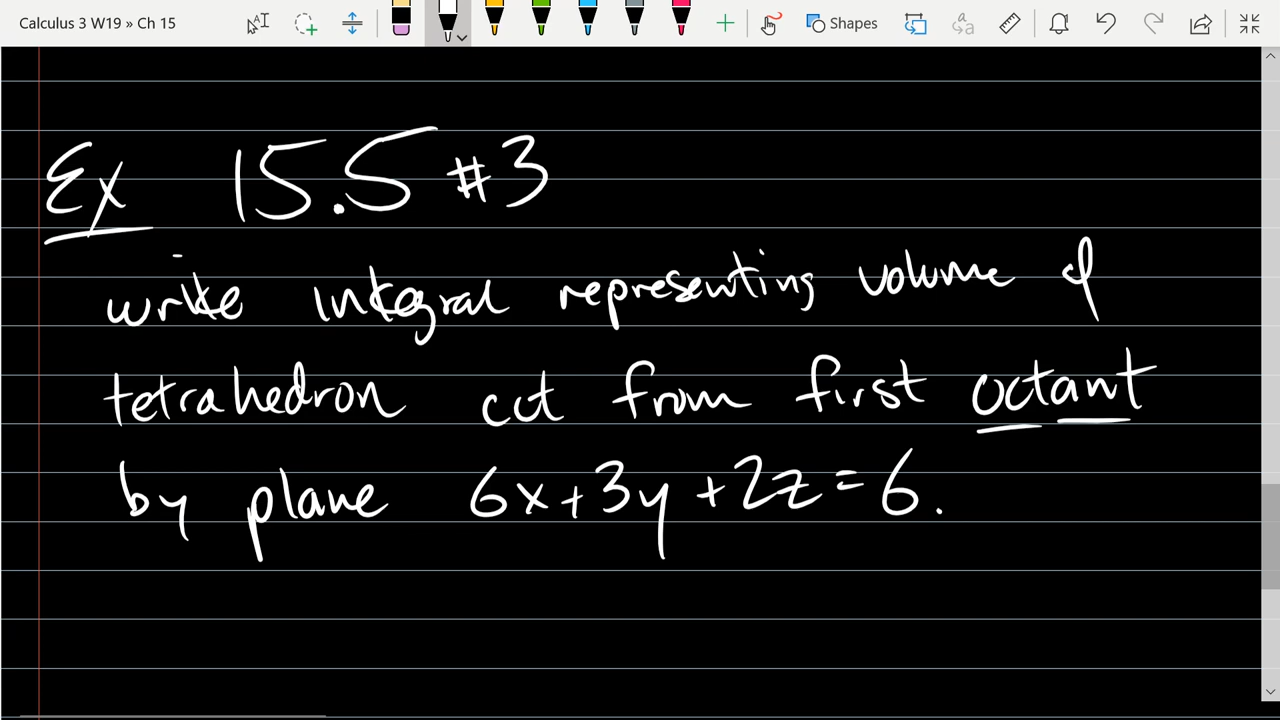 Calculus 3 W19 » Ch 15
Shapes
Ex 15.5 #3
write integral representing volume of
tetrahedron cut from first octant
by plane 6x+3y+2z=6.